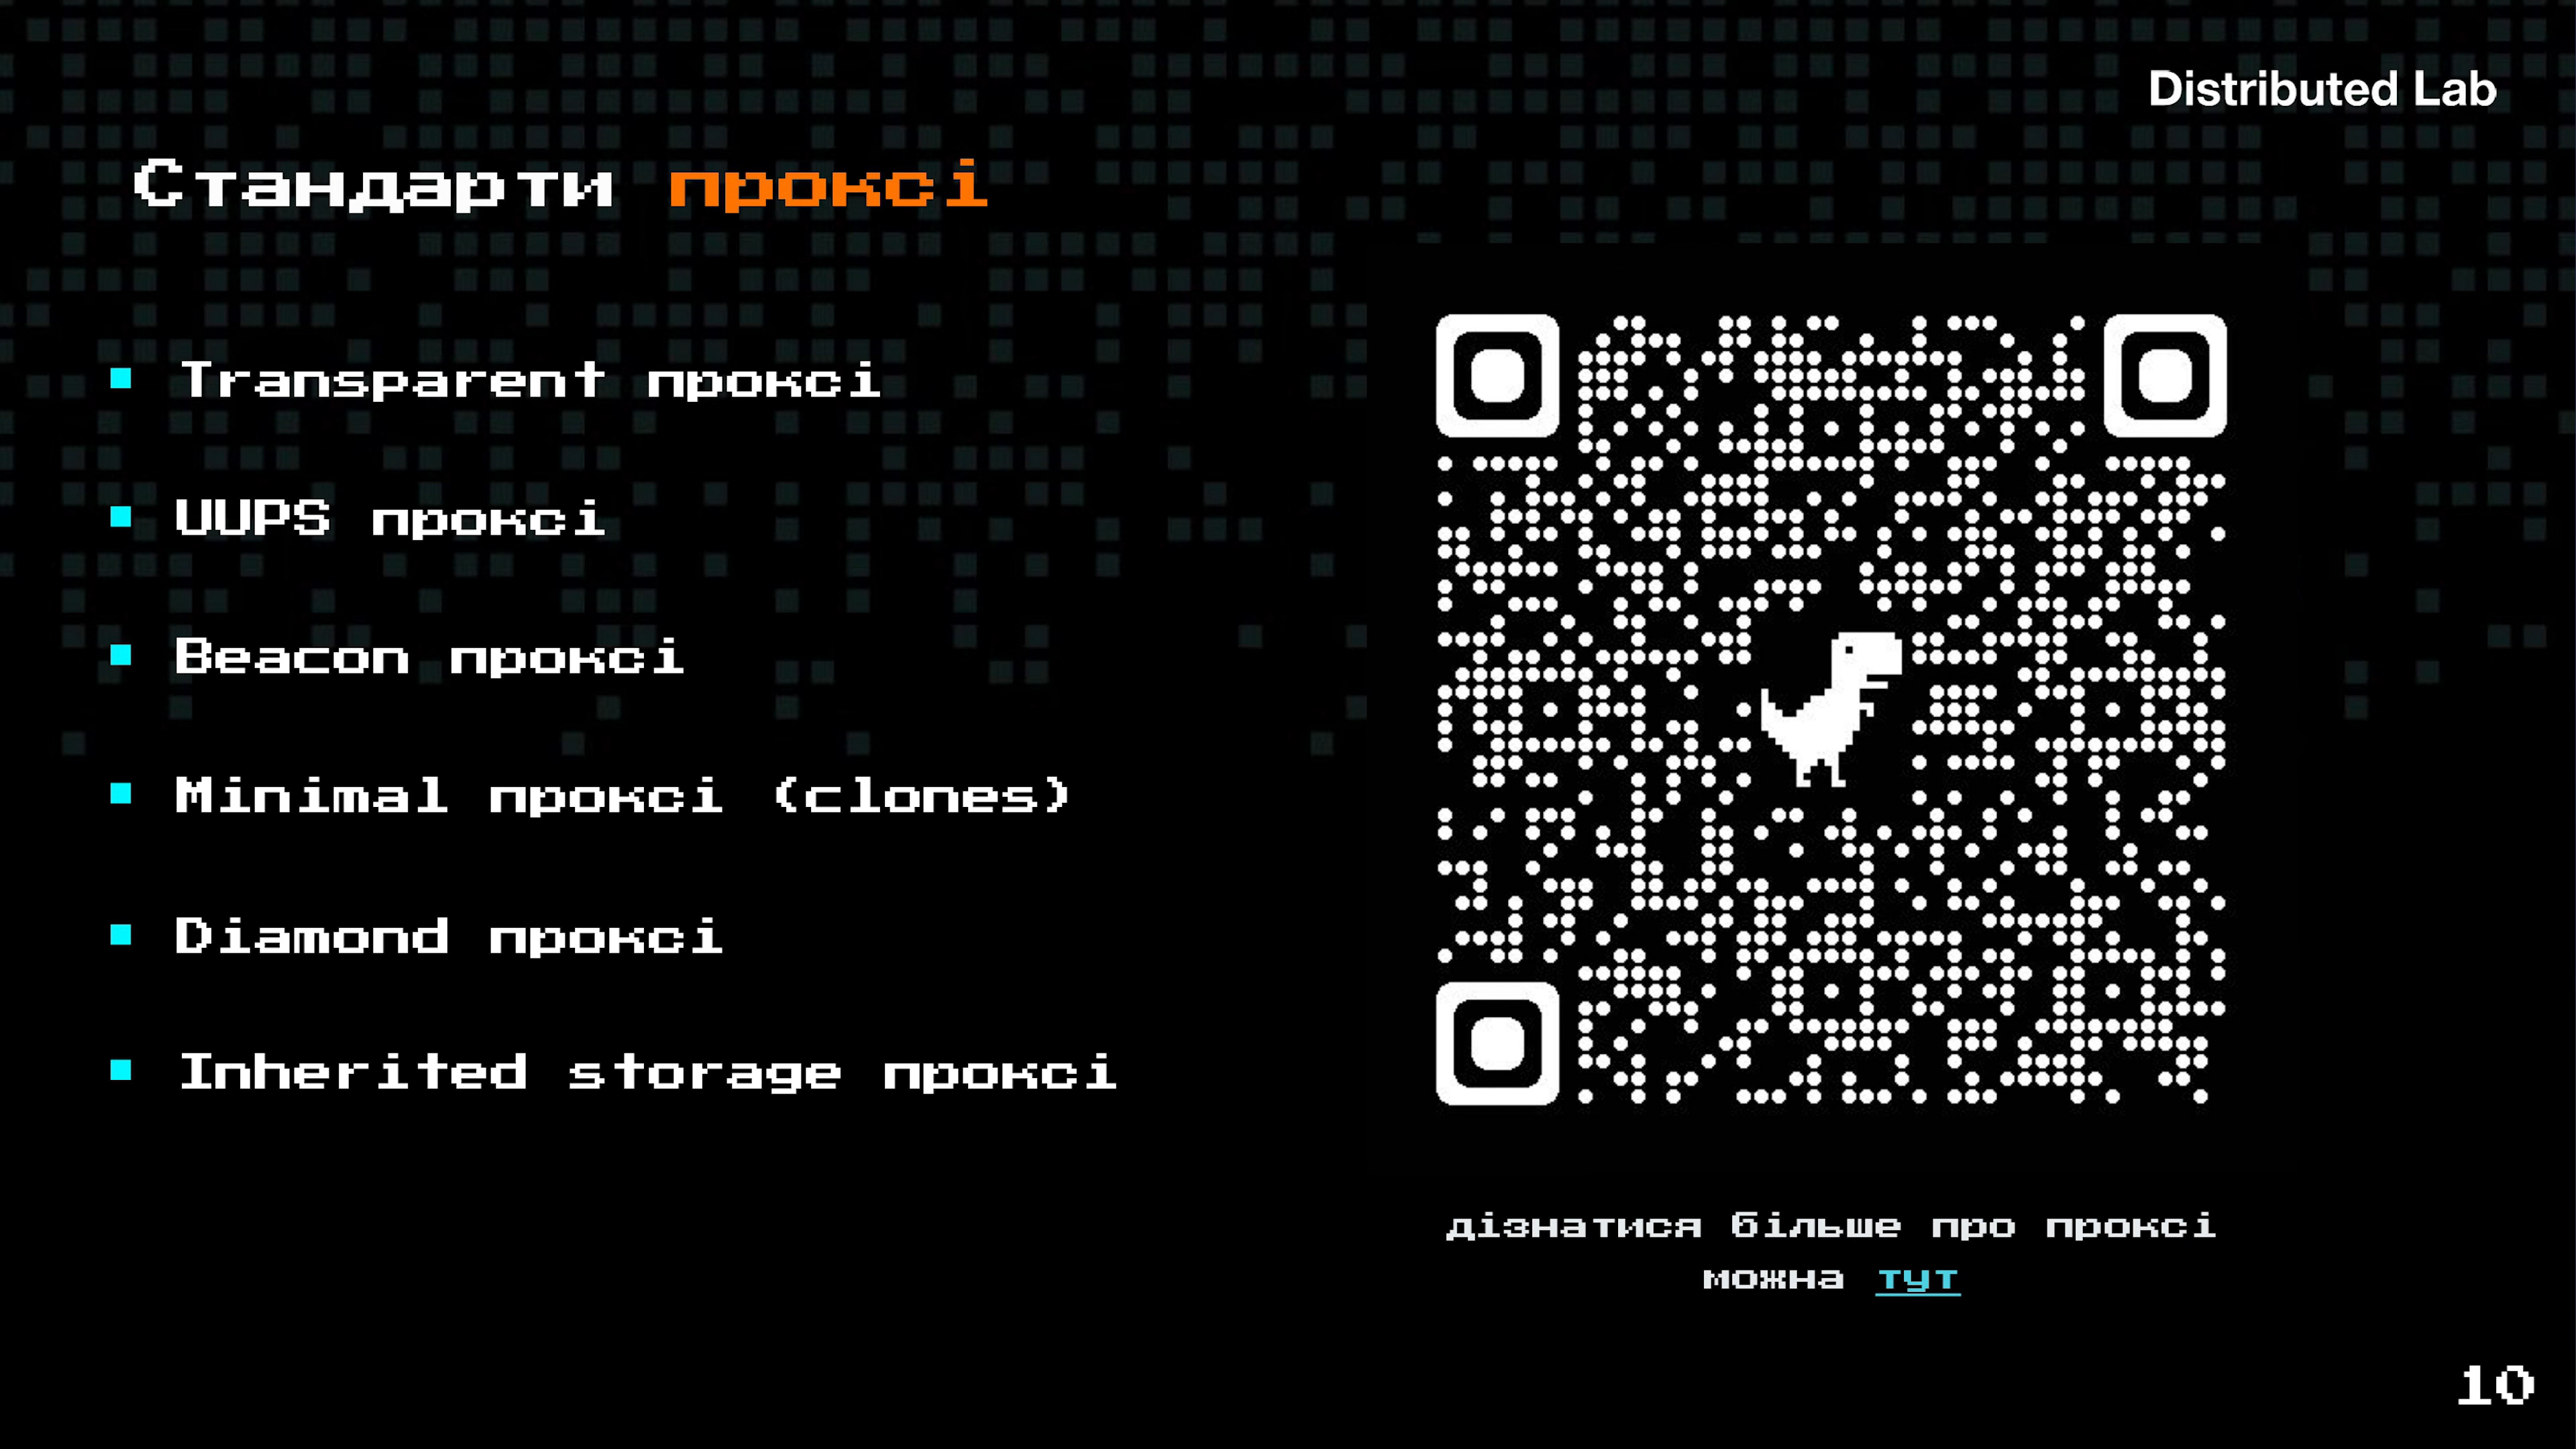 Distributed Lab
Стандарти проксі
Transparent проксі
UUPS проксі
Beacon проксі
Minimal проксі (clones)
Diamond проксі
Inherited storage проксі
дізнатися більше про проксі
можна тут
10